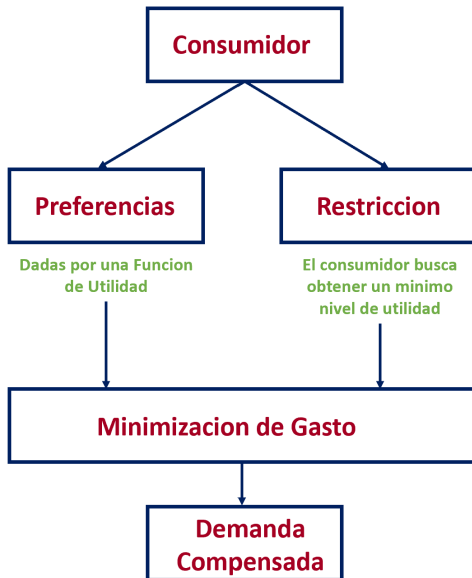 Consumidor
Preferencias
Restriccion
Dadas por una Funcion
de Utilidad
El consumidor busca
obtener un minimo
nivel de utilidad
Minimizacion de Gasto
Demanda
Compensada